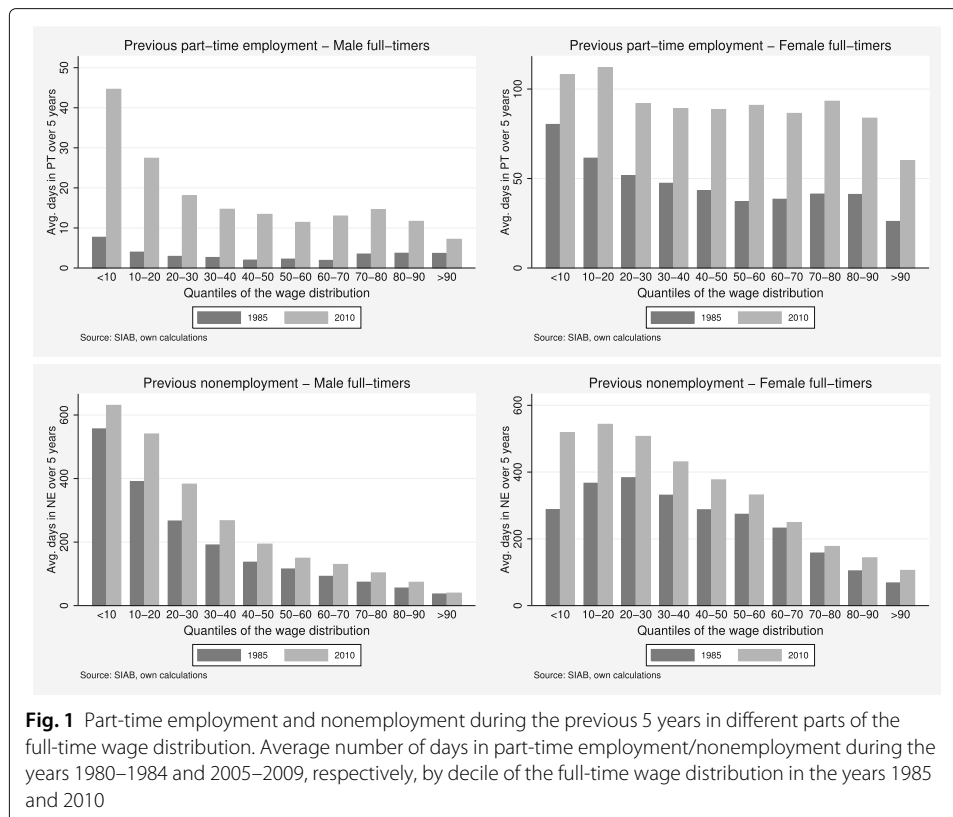 Previous part−time employment − Male full−timers
Avg. days in PT over 5 years
50
40
30
20
10
0
<10 10−20 20−30 30−40 40−50 50−60 60−70 70−80 80−90 >90
Quantiles of the wage distribution
1985 2010
Source: SIAB, own calculations
Previous part−time employment − Female full−timers
Avg. days in PT over 5 years
100
50
0
<10 10−20 20−30 30−40 40−50 50−60 60−70 70−80 80−90 >90
Quantiles of the wage distribution
1985 2010
Source: SIAB, own calculations
Previous nonemployment − Male full−timers
Avg. days in NE over 5 years
600
400
200
0
<10 10−20 20−30 30−40 40−50 50−60 60−70 70−80 80−90 >90
Quantiles of the wage distribution
1985 2010
Source: SIAB, own calculations
Previous nonemployment − Female full−timers
Avg. days in NE over 5 years
600
400
200
0
<10 10−20 20−30 30−40 40−50 50−60 60−70 70−80 80−90 >90
Quantiles of the wage distribution
1985 2010
Source: SIAB, own calculations
Fig. 1 Part-time employment and nonemployment during the previous 5 years in different parts of the
full-time wage distribution. Average number of days in part-time employment/nonemployment during the
years 1980–1984 and 2005–2009, respectively, by decile of the full-time wage distribution in the years 1985
and 2010